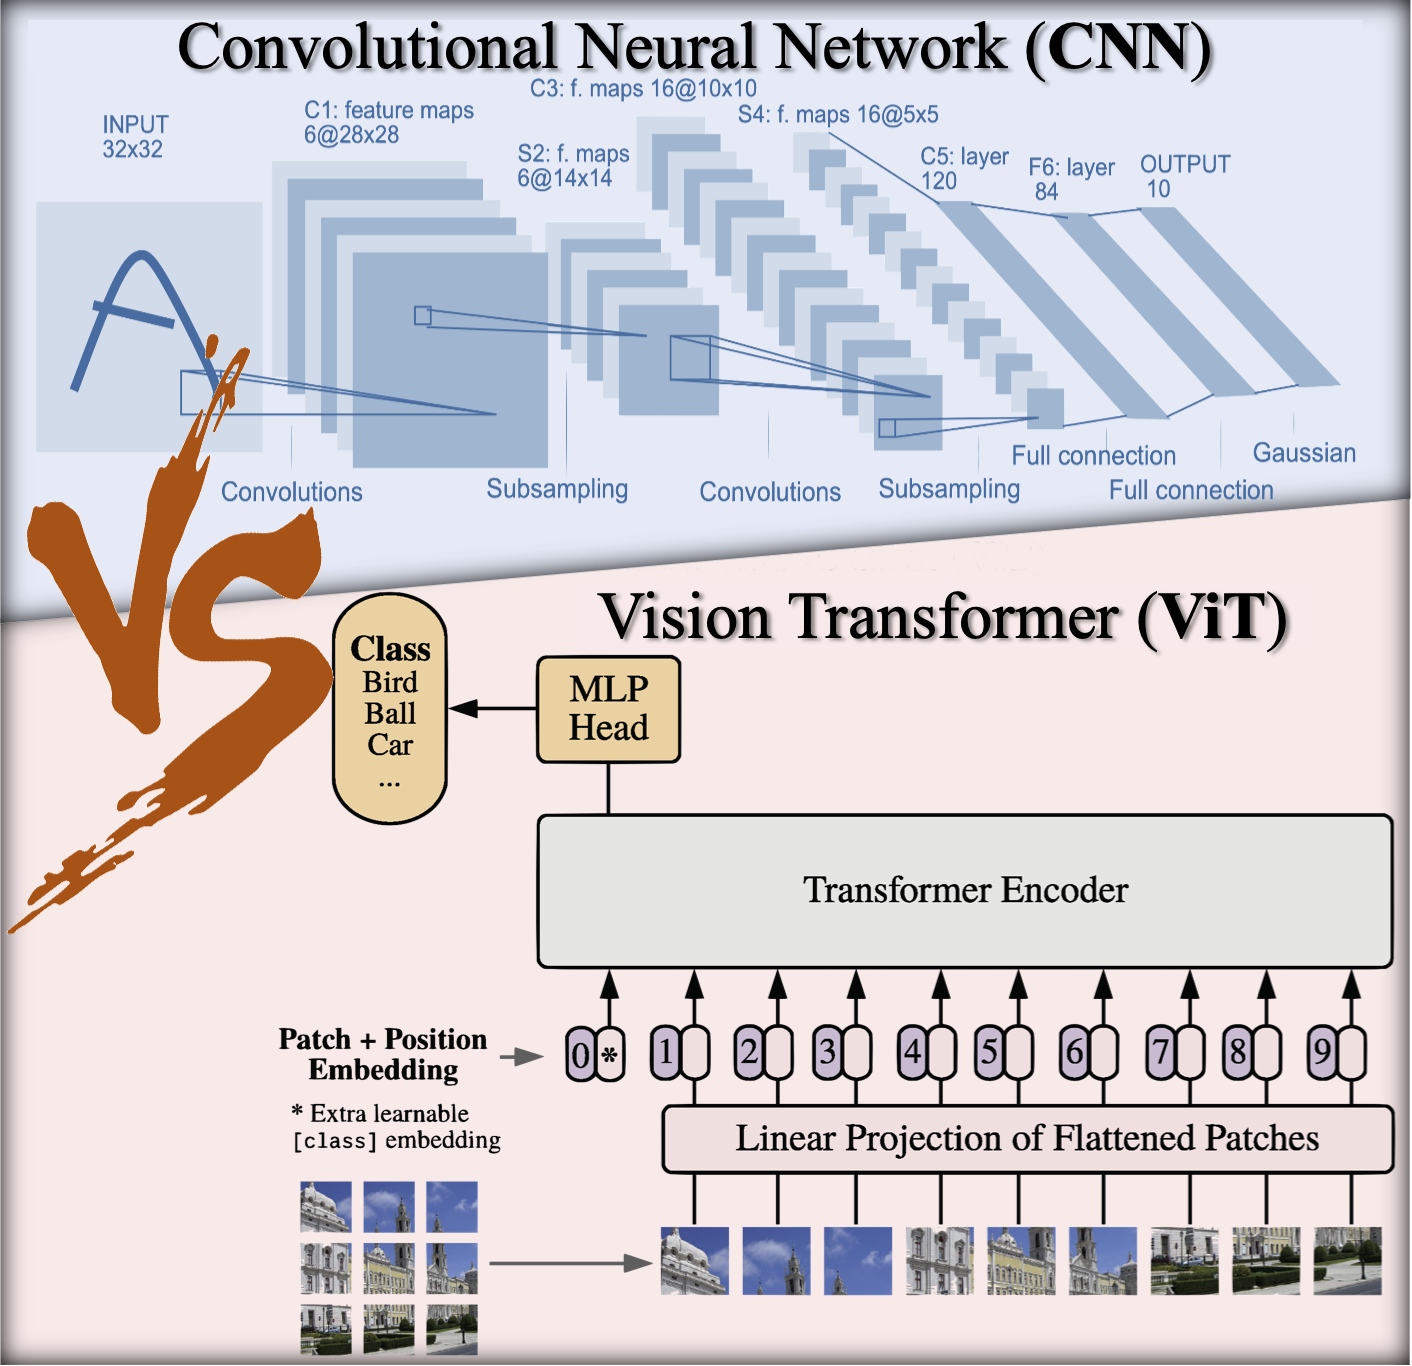 Convolutional Neural Network (CNN)
INPUT
32x32
C1: feature maps
6@28x28
S2: f. maps
6@14x14
C3: f. maps 16@10x10
S4: f. maps 16@5x5
C5: layer
120
F6: layer
84
OUTPUT
10
Convolutions
Subsampling
Convolutions
Subsampling
Full connection
Full connection
Gaussian
VS
Vision Transformer (ViT)
Class
Bird
Ball
Car
...
MLP
Head
Transformer Encoder
Patch + Position
Embedding
* Extra learnable
[class] embedding
0 * 1 2 3 4 5 6 7 8 9
Linear Projection of Flattened Patches